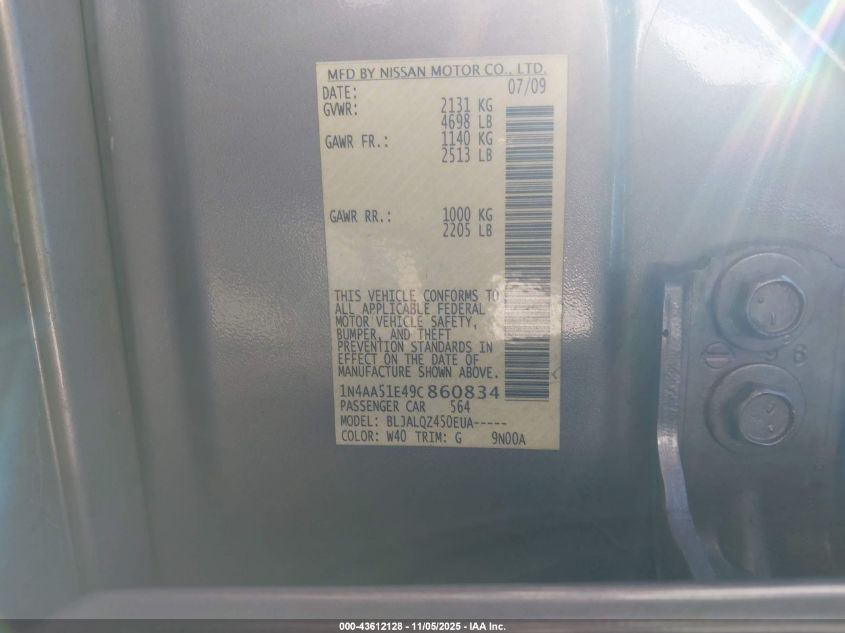 MFD BY NISSAN MOTOR CO., LTD.
DATE: 07/09
GVWR: 2131 KG
4698 LB
GAWR FR.: 1140 KG
2513 LB
GAWR RR.: 1000 KG
2205 LB
THIS VEHICLE CONFORMS TO
ALL APPLICABLE FEDERAL
MOTOR VEHICLE SAFETY,
BUMPER, AND THEFT
PREVENTION STANDARDS IN
EFFECT ON THE DATE OF
MANUFACTURE SHOWN ABOVE.
1N4AA51E49C860834
PASSENGER CAR 564
MODEL: BLJALQZ450EUA-----
COLOR: W40 TRIM: G 9N00A
000-43612128 - 11/05/2025 - IAA Inc.